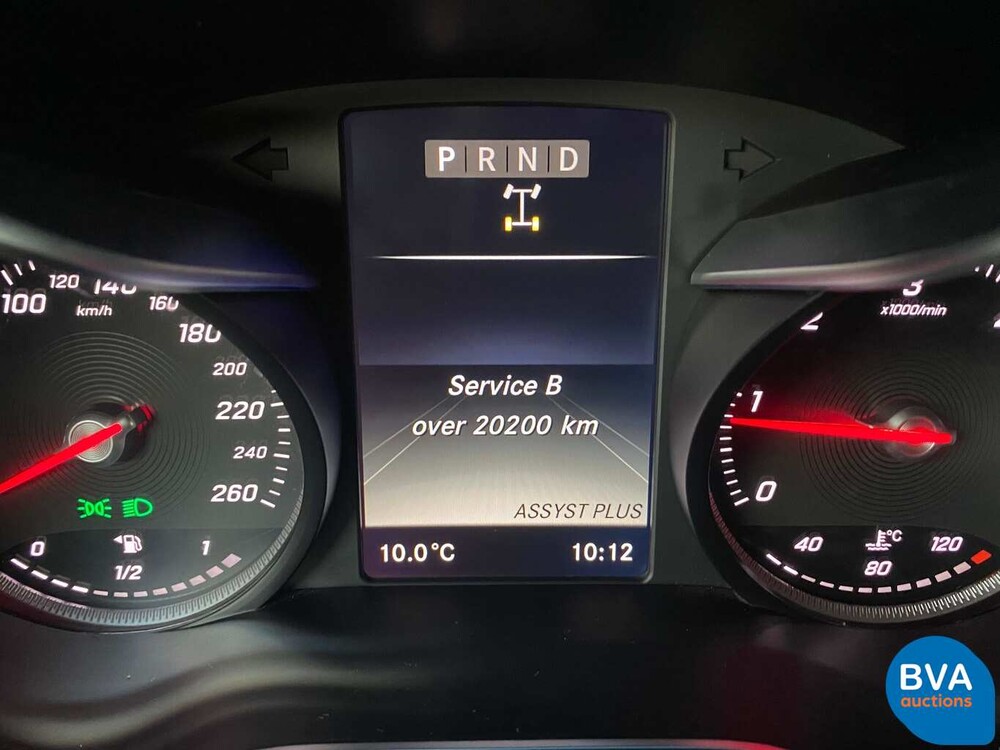 P R N D
100 120 140 160 180 200 220 240 260
km/h
0 1/2 1
Service B
over 20200 km
ASSYST PLUS
10.0°C 10:12
0 1 2 3
x1000/min
40 80 120
°C
BVA
auctions